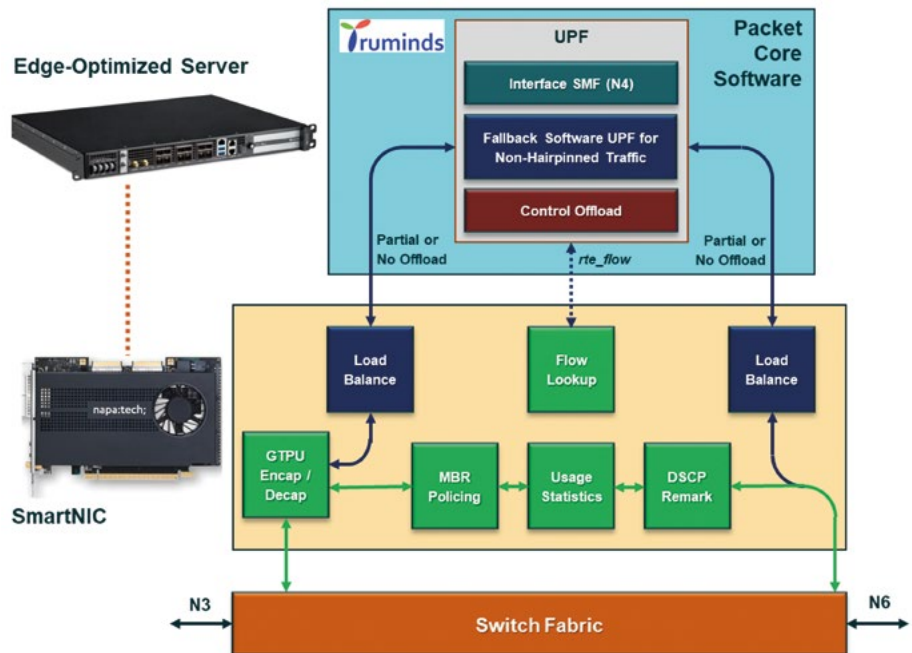 Edge-Optimized Server
Truminds
UPF
Packet
Core
Software
Interface SMF (N4)
Fallback Software UPF for
Non-Hairpinned Traffic
Control Offload
Partial or
No Offload
rte_flow
Partial or
No Offload
Load
Balance
Flow
Lookup
Load
Balance
napa:tech;
SmartNIC
GTPU
Encap /
Decap
MBR
Policing
Usage
Statistics
DSCP
Remark
N3
Switch Fabric
N6